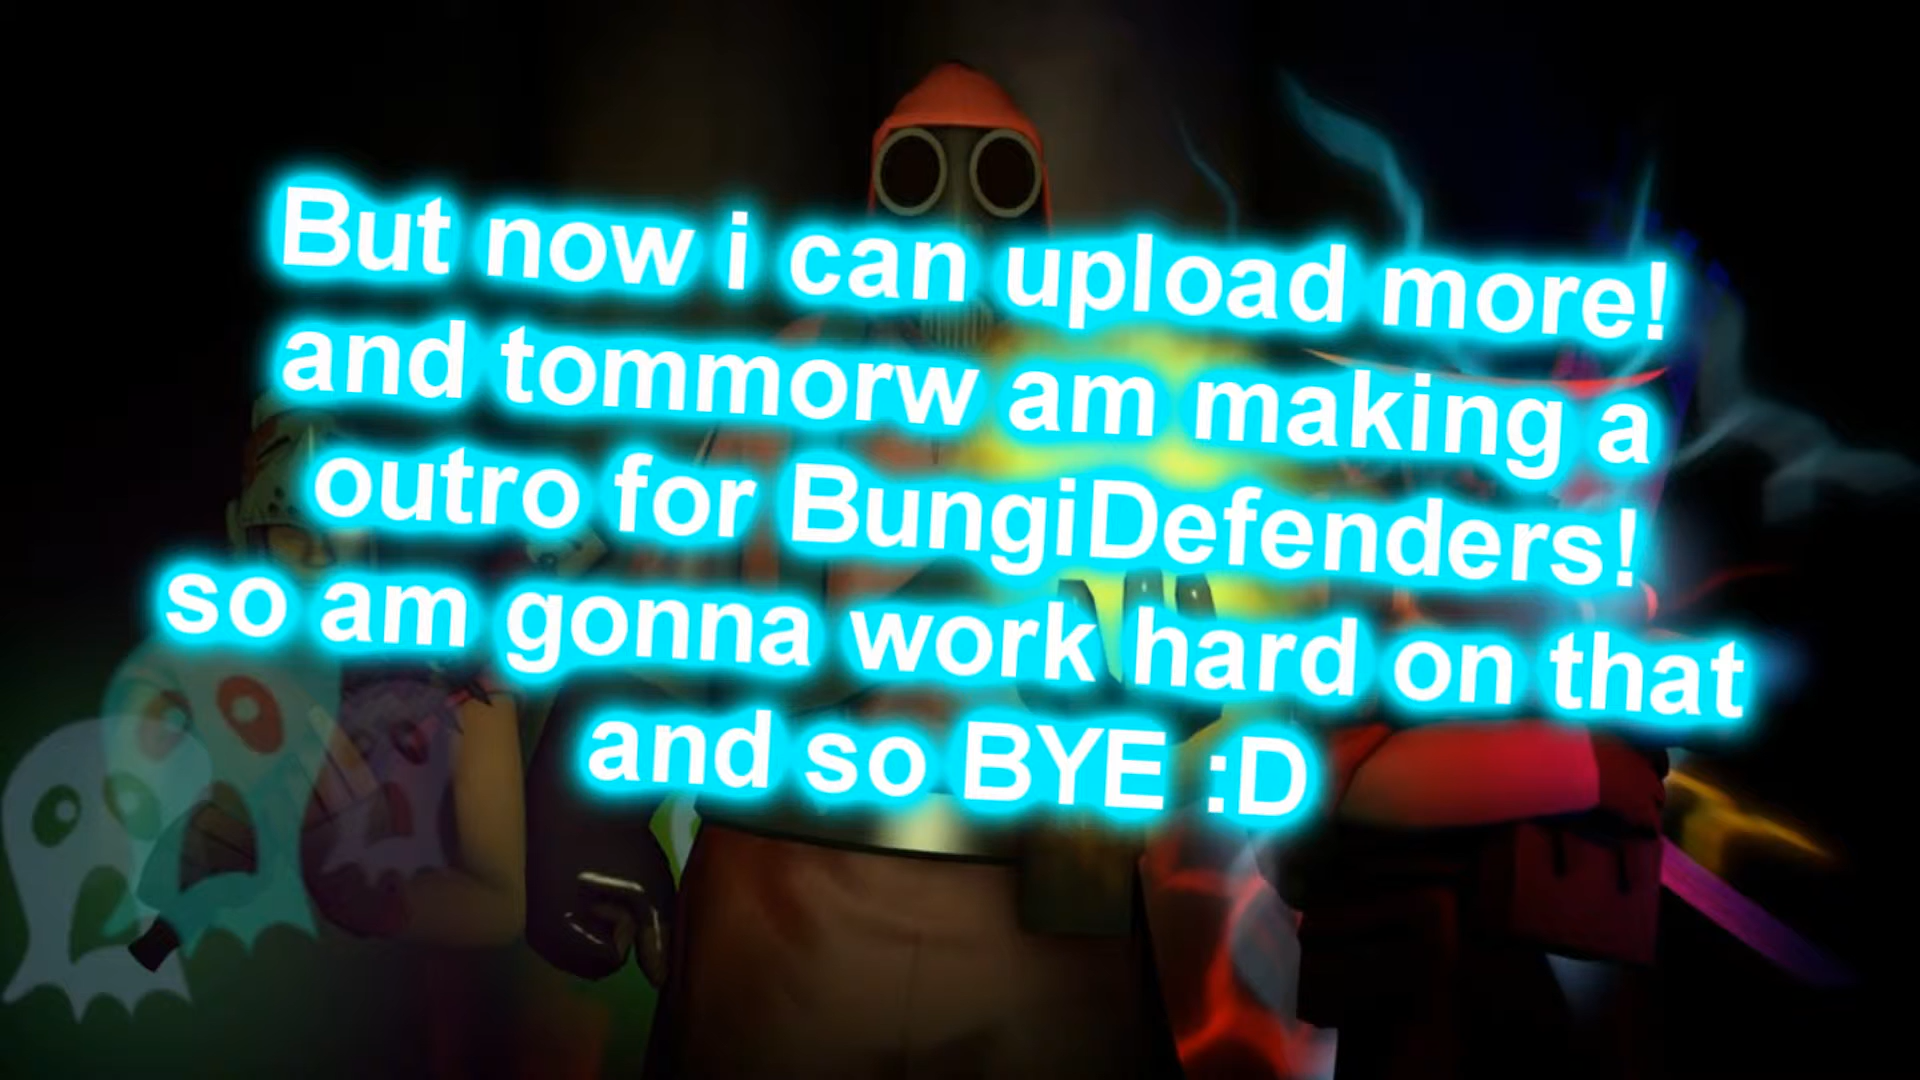 But now i can upload more!
and tommorw am making a
outro for BungiDefenders!
so am gonna work hard on that
and so BYE :D